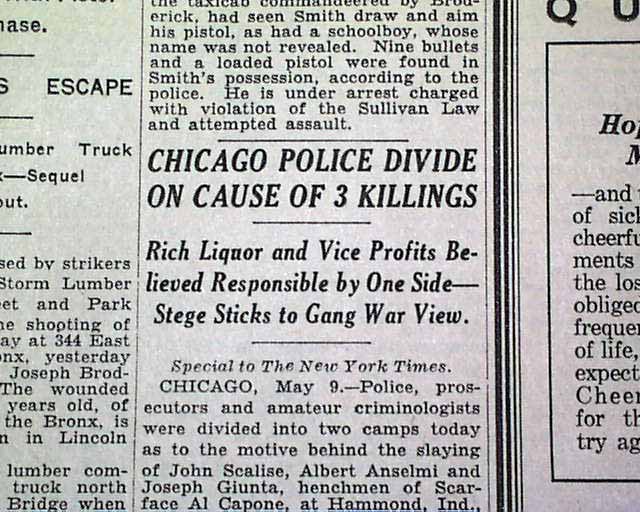 hase.
S ESCAPE
umber Truck
k—Sequel
out.
sed by strikers
Storm Lumber
eet and Park
he shopting of
ay at 344 East
onx, yesterday
Joseph Brod-
The wounded
years old, of
the Bronx, is
n in Lincoln
lumber com-
truck north
Bridge when
the taxicab commandeered by Brod-
erick, had seen Smith draw and aim
his pistol, as had a schoolboy, whose
name was not revealed. Nine bullets
and a loaded pistol were found in
Smith's possession, according to the
police. He is under arrest charged
with violation of the Sullivan Law
and attempted assault.
CHICAGO POLICE DIVIDE
ON CAUSE OF 3 KILLINGS
Rich Liquor and Vice Profits Be-
lieved Responsible by One Side—
Stege Sticks to Gang War View.
Special to The New York Times.
CHICAGO, May 9.—Police, pros-
ecutors and amateur criminologists
were divided into two camps today
as to the motive behind the slaying
of John Scalise, Albert Anselmi and
Joseph Giunta, henchmen of Scar-
face Al Capone, at Hammond, Ind.,
Q U
Hop
M
—and
of sick
cheerfu
ments
the los
obliged
frequen
of life,
expect
Cheer
for th
try ag